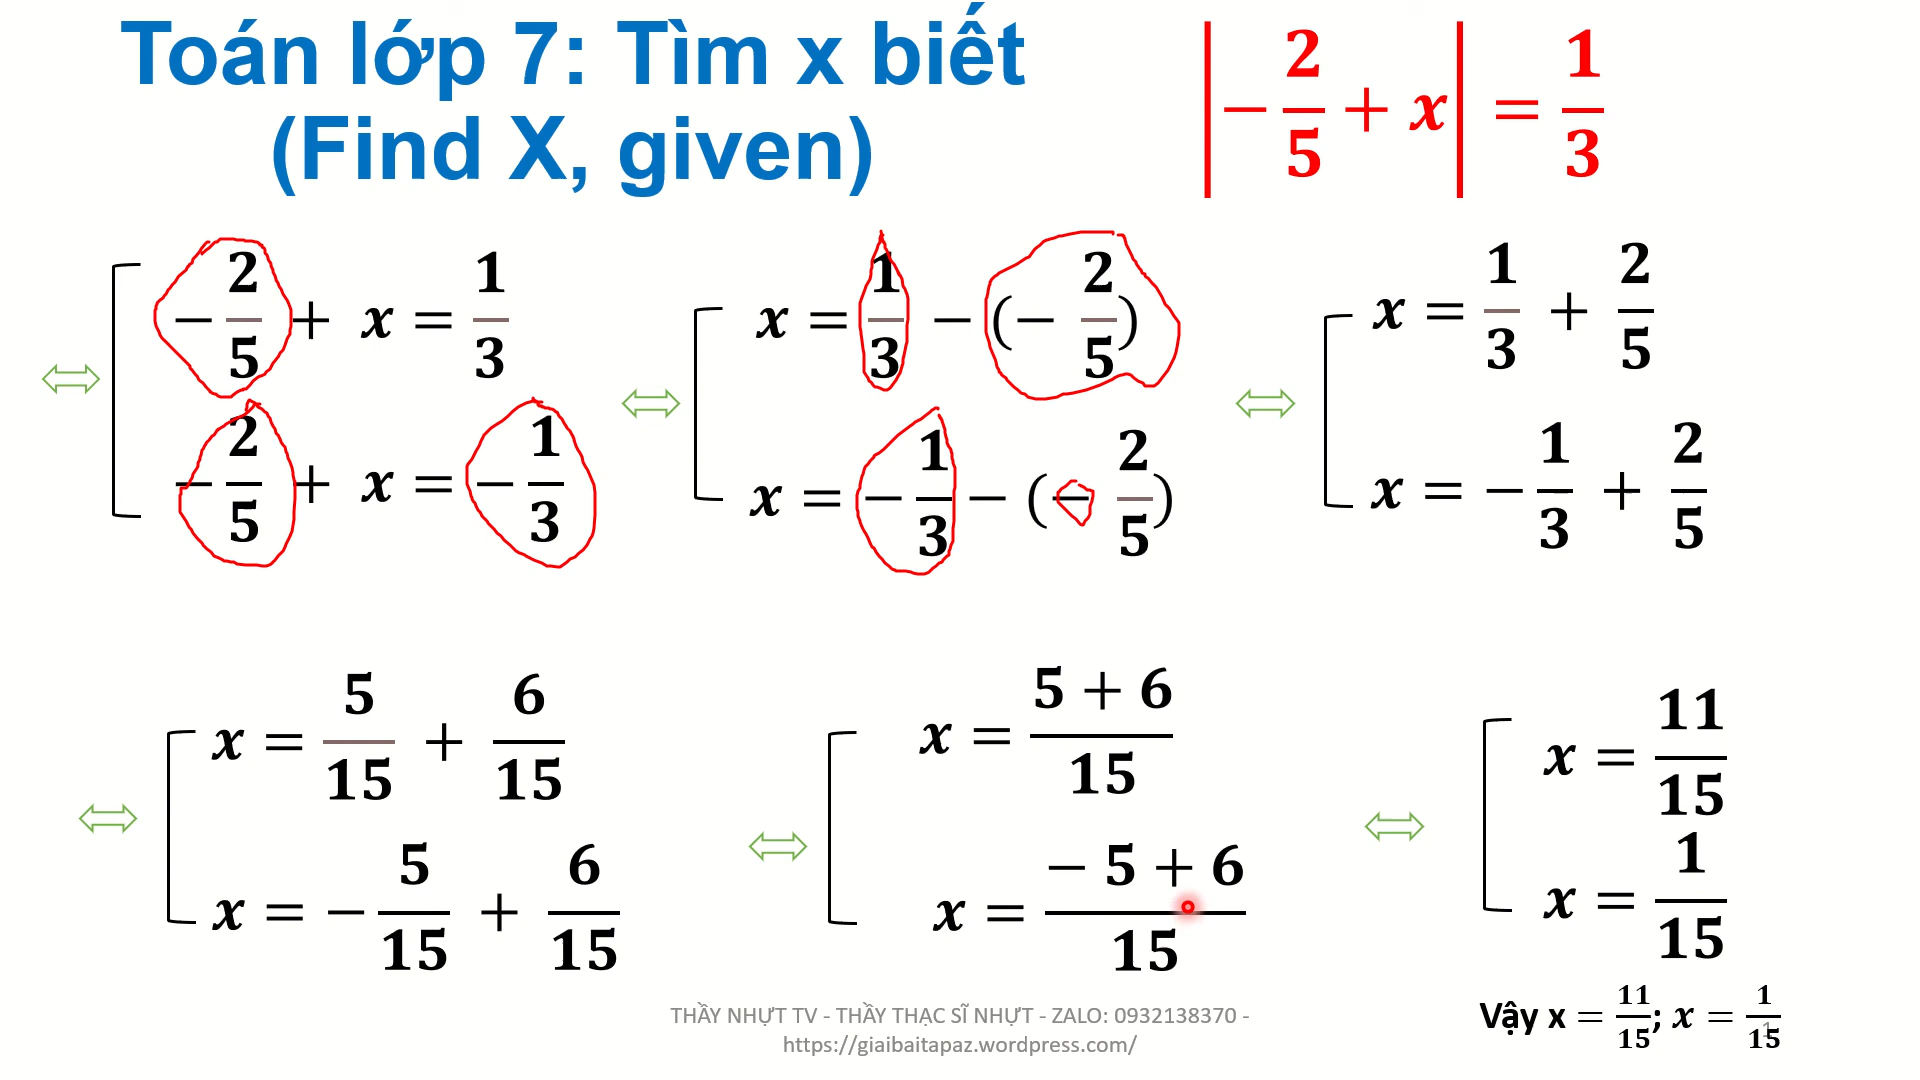 Toán lớp 7: Tìm x biết
(Find X, given)
|−2/5 + x| = 1/3
⇔ [ −2/5 + x = 1/3
−2/5 + x = −1/3
⇔ [ x = 1/3 − (−2/5)
x = −1/3 − (−2/5)
⇔ [ x = 1/3 + 2/5
x = −1/3 + 2/5
⇔ [ x = 5/15 + 6/15
x = −5/15 + 6/15
⇔ [ x = (5 + 6)/15
x = (−5 + 6)/15
⇔ [ x = 11/15
x = 1/15
Vậy x = 11/15; x = 1/15
THẦY NHỰT TV - THẦY THẠC SĨ NHỰT - ZALO: 0932138370 -
https://giaibaitapaz.wordpress.com/
1